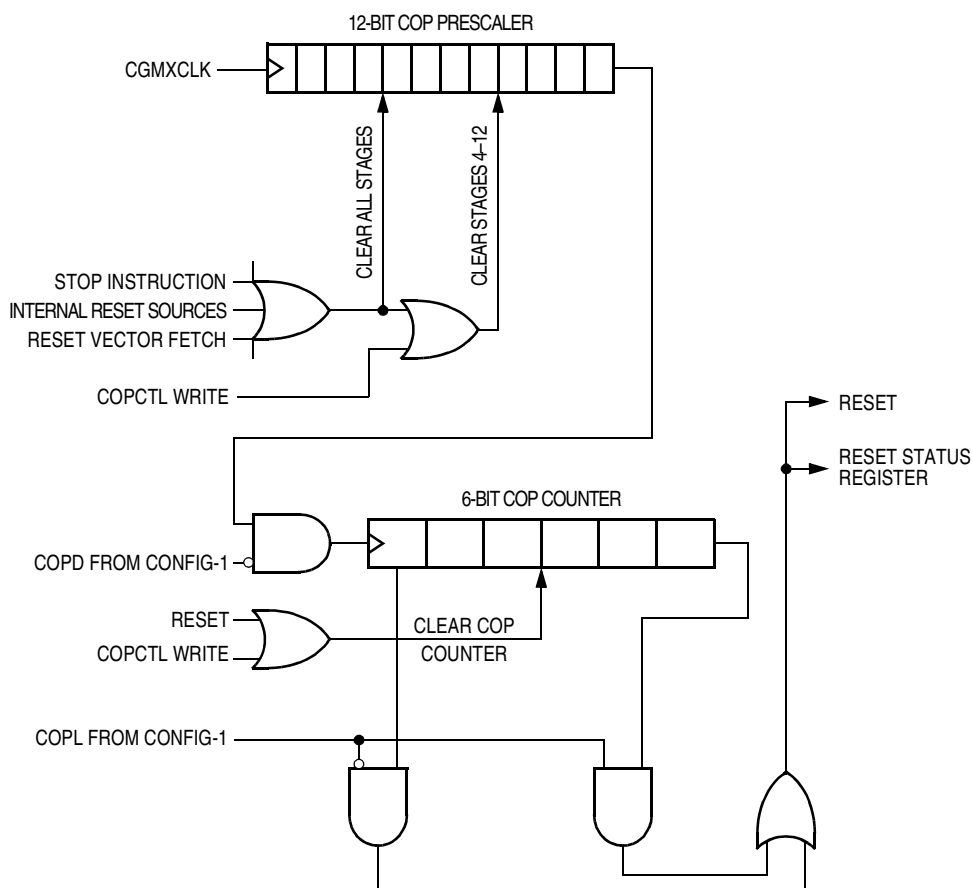 12-BIT COP PRESCALER
CGMXCLK
CLEAR ALL STAGES
CLEAR STAGES 4–12
STOP INSTRUCTION
INTERNAL RESET SOURCES
RESET VECTOR FETCH
COPCTL WRITE
RESET
RESET STATUS
REGISTER
6-BIT COP COUNTER
COPD FROM CONFIG-1
RESET
CLEAR COP
COUNTER
COPCTL WRITE
COPL FROM CONFIG-1